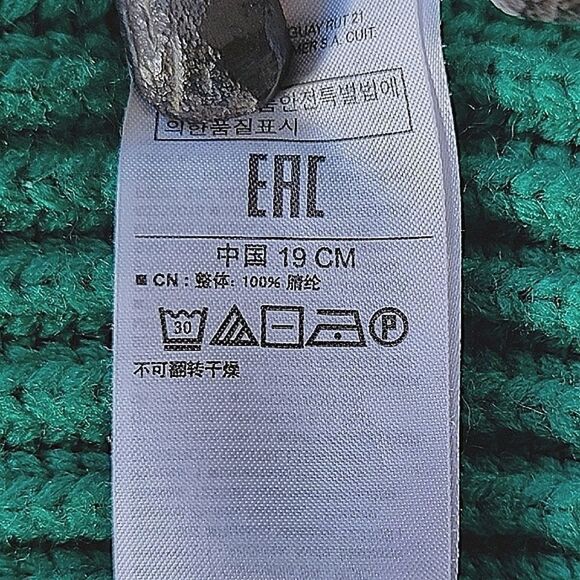 GUAY, RUT 21
MER S.A. CUIT.
품안전특별법에
의한품질표시
EAC
中国 19 CM
CN : 整体: 100% 腈纶
30
P
不可翻转干燥